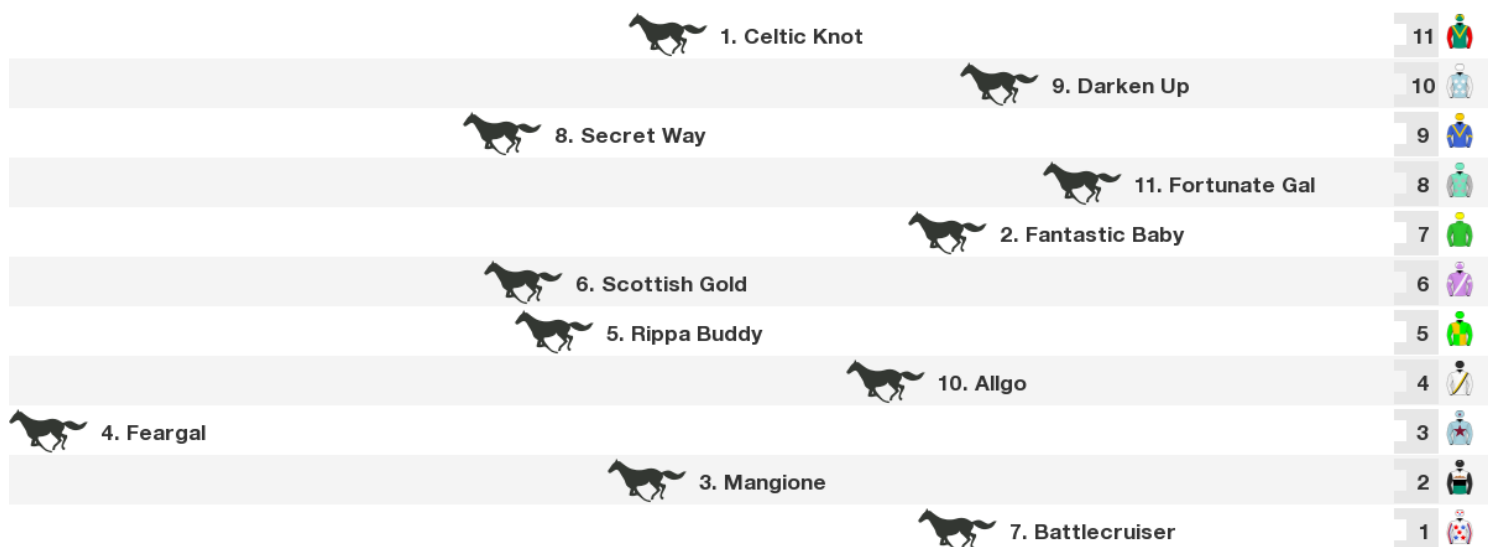 1. Celtic Knot 11
9. Darken Up 10
8. Secret Way 9
11. Fortunate Gal 8
2. Fantastic Baby 7
6. Scottish Gold 6
5. Rippa Buddy 5
10. Allgo 4
4. Feargal 3
3. Mangione 2
7. Battlecruiser 1